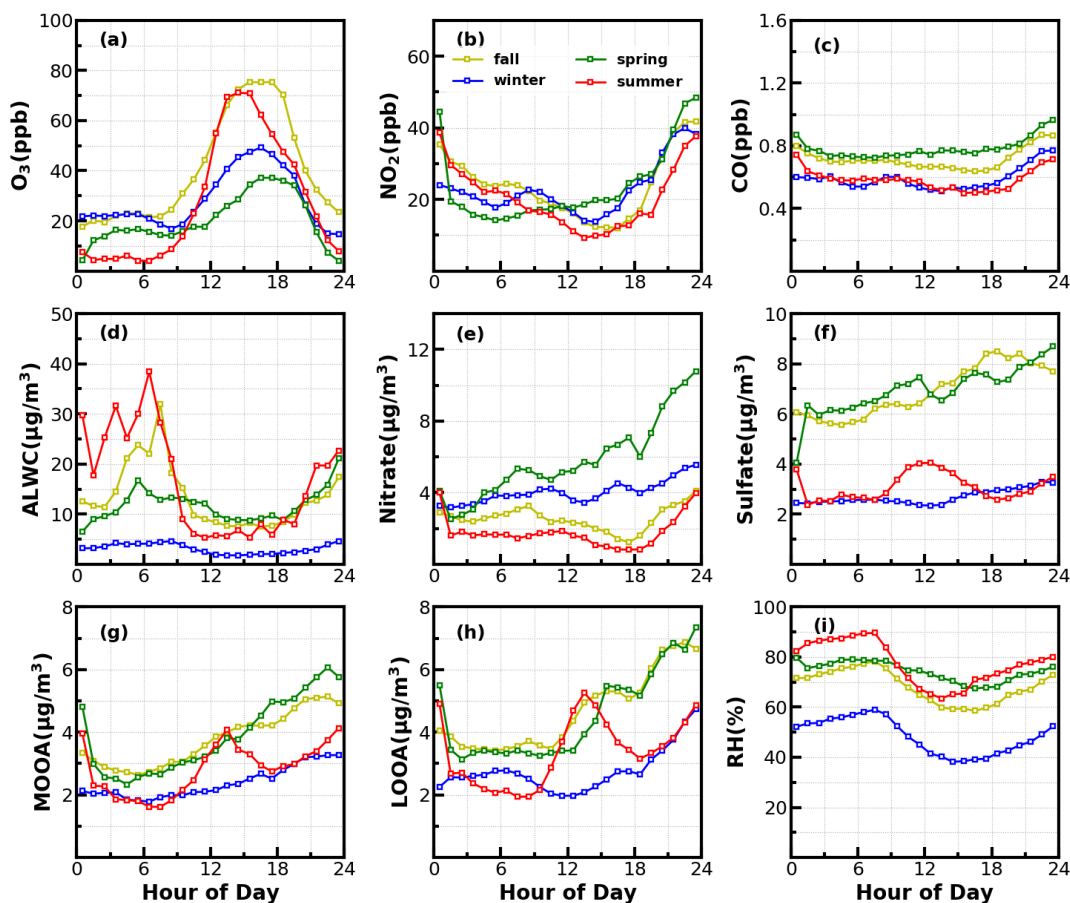 (a)
O3(ppb)
100
80
60
40
20
0
0 6 12 18 24
(b)
NO2(ppb)
60
40
20
fall
winter
spring
summer
0 6 12 18 24
(c)
CO(ppb)
1.6
1.2
0.8
0.4
0 6 12 18 24
(d)
ALWC(μg/m³)
50
40
30
20
10
0 6 12 18 24
(e)
Nitrate(μg/m³)
12
8
4
0 6 12 18 24
(f)
Sulfate(μg/m³)
10
8
6
4
2
0 6 12 18 24
(g)
MOOA(μg/m³)
8
6
4
2
0 6 12 18 24
Hour of Day
(h)
LOOA(μg/m³)
8
6
4
2
0 6 12 18 24
Hour of Day
(i)
RH(%)
100
80
60
40
20
0 6 12 18 24
Hour of Day